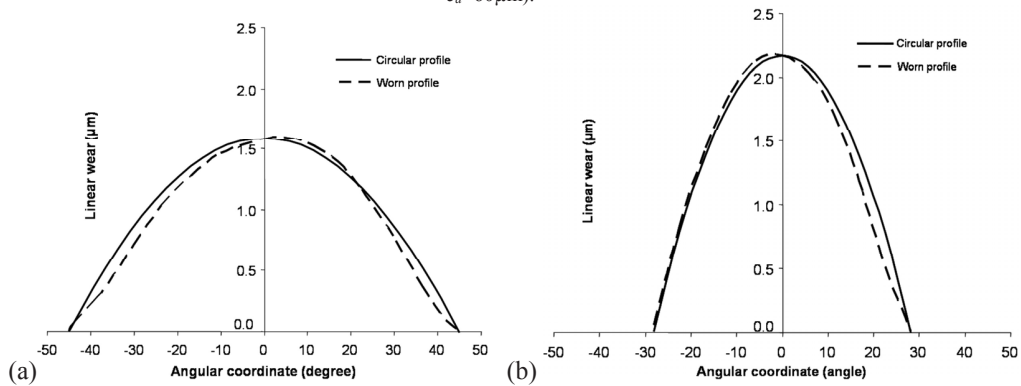 2.5
2.0
1.5
1.0
0.5
0.0
Linear wear (µm)
Circular profile
Worn profile
-50 -40 -30 -20 -10 0 10 20 30 40 50
Angular coordinate (degree)
(a)
2.5
2.0
1.5
1.0
0.5
0.0
Linear wear (µm)
Circular profile
Worn profile
-50 -40 -30 -20 -10 0 10 20 30 40 50
Angular coordinate (angle)
(b)